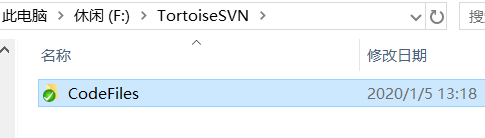 此电脑 › 休闲 (F:) › TortoiseSVN ›
名称 修改日期
CodeFiles 2020/1/5 13:18